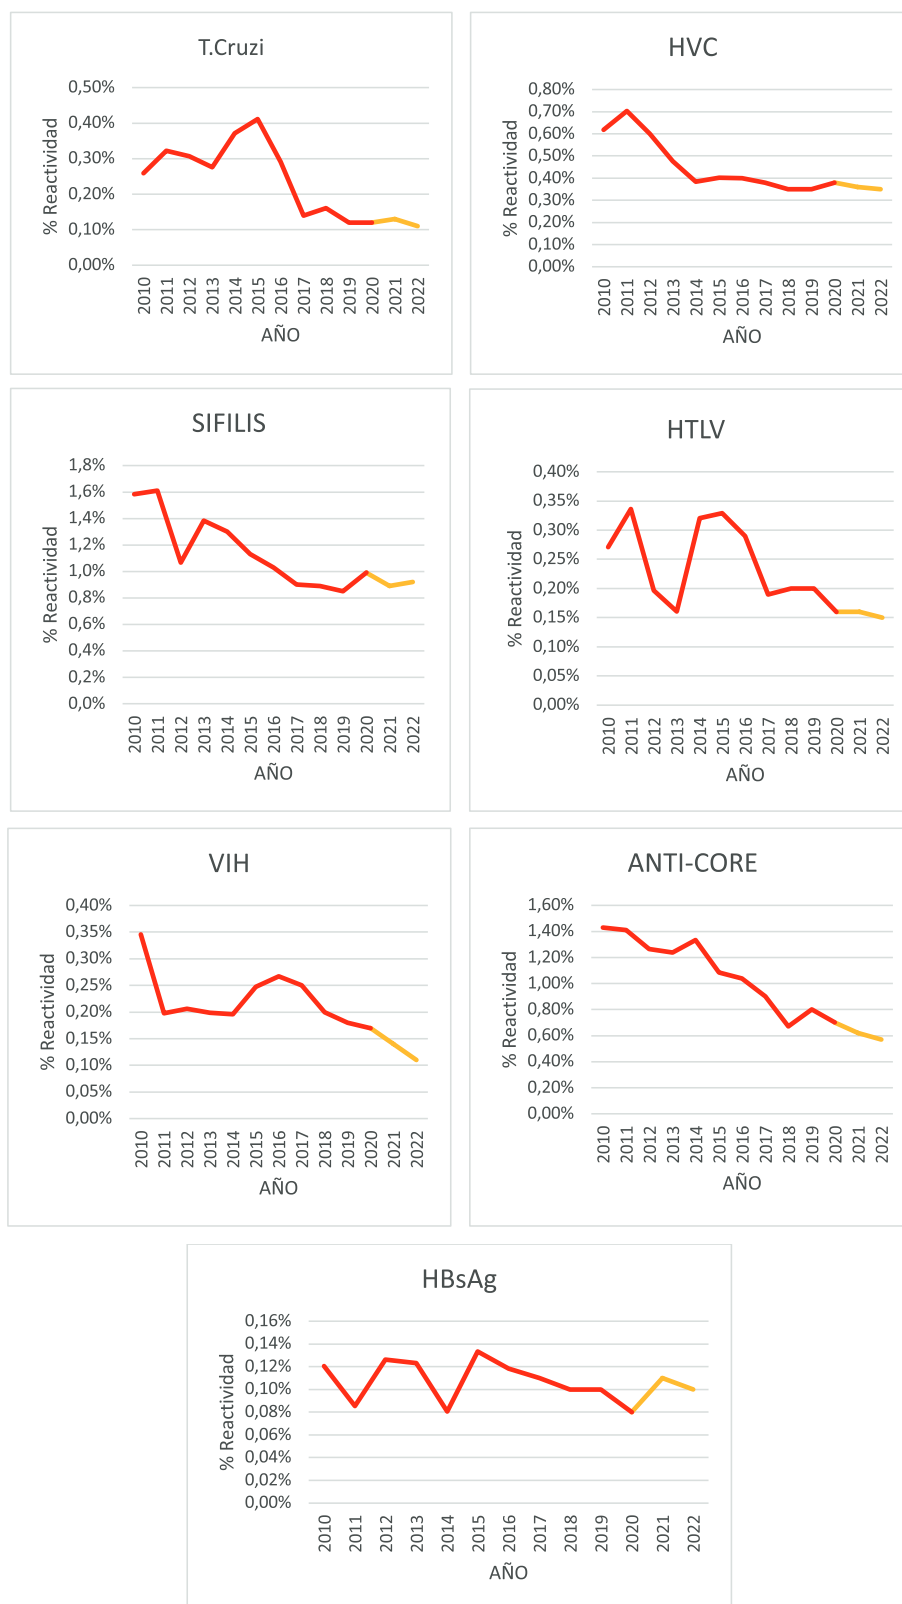 T.Cruzi
% Reactividad
0,50%
0,40%
0,30%
0,20%
0,10%
0,00%
2010 2011 2012 2013 2014 2015 2016 2017 2018 2019 2020 2021 2022
AÑO
HVC
% Reactividad
0,80%
0,70%
0,60%
0,50%
0,40%
0,30%
0,20%
0,10%
0,00%
2010 2011 2012 2013 2014 2015 2016 2017 2018 2019 2020 2021 2022
AÑO
SIFILIS
% Reactividad
1,8%
1,6%
1,4%
1,2%
1,0%
0,8%
0,6%
0,4%
0,2%
0,0%
2010 2011 2012 2013 2014 2015 2016 2017 2018 2019 2020 2021 2022
AÑO
HTLV
% Reactividad
0,40%
0,35%
0,30%
0,25%
0,20%
0,15%
0,10%
0,05%
0,00%
2010 2011 2012 2013 2014 2015 2016 2017 2018 2019 2020 2021 2022
AÑO
VIH
% Reactividad
0,40%
0,35%
0,30%
0,25%
0,20%
0,15%
0,10%
0,05%
0,00%
2010 2011 2012 2013 2014 2015 2016 2017 2018 2019 2020 2021 2022
AÑO
ANTI-CORE
% Reactividad
1,60%
1,40%
1,20%
1,00%
0,80%
0,60%
0,40%
0,20%
0,00%
2010 2011 2012 2013 2014 2015 2016 2017 2018 2019 2020 2021 2022
AÑO
HBsAg
% Reactividad
0,16%
0,14%
0,12%
0,10%
0,08%
0,06%
0,04%
0,02%
0,00%
2010 2011 2012 2013 2014 2015 2016 2017 2018 2019 2020 2021 2022
AÑO